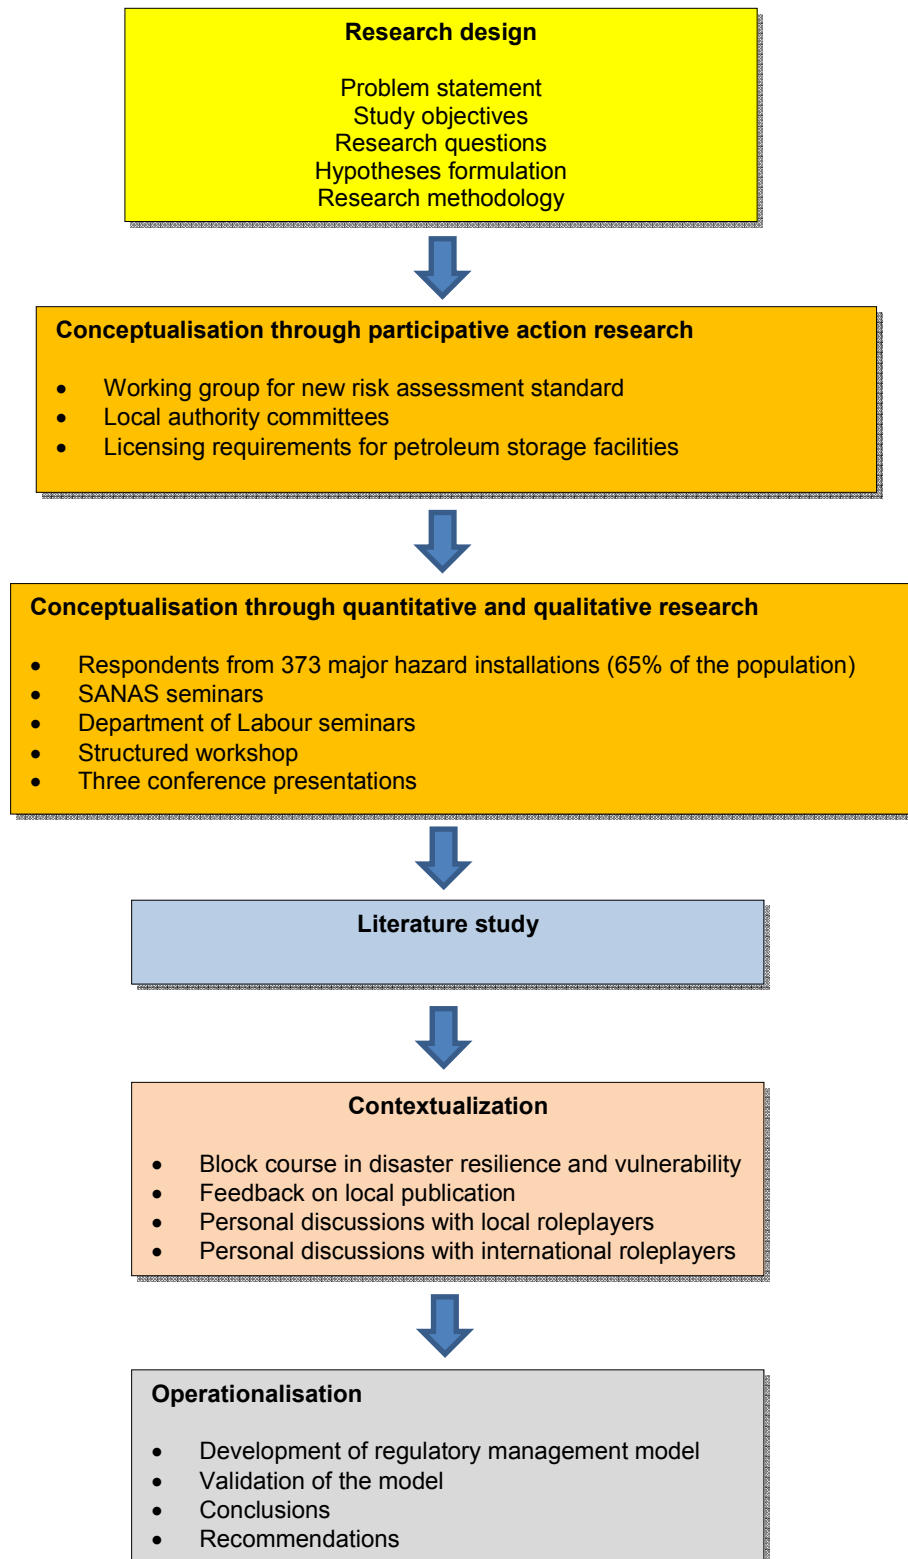 Research design
Problem statement
Study objectives
Research questions
Hypotheses formulation
Research methodology
Conceptualisation through participative action research
• Working group for new risk assessment standard
• Local authority committees
• Licensing requirements for petroleum storage facilities
Conceptualisation through quantitative and qualitative research
• Respondents from 373 major hazard installations (65% of the population)
• SANAS seminars
• Department of Labour seminars
• Structured workshop
• Three conference presentations
Literature study
Contextualization
• Block course in disaster resilience and vulnerability
• Feedback on local publication
• Personal discussions with local roleplayers
• Personal discussions with international roleplayers
Operationalisation
• Development of regulatory management model
• Validation of the model
• Conclusions
• Recommendations